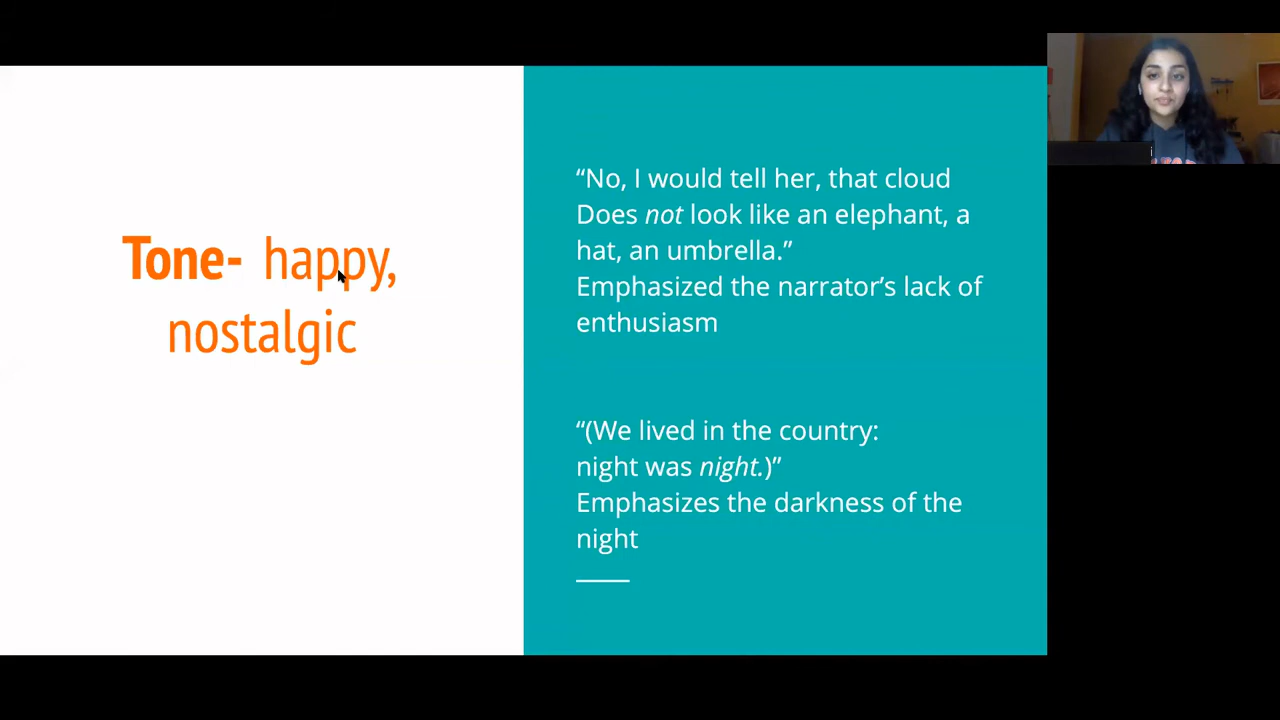 Tone- happy,
nostalgic
“No, I would tell her, that cloud
Does not look like an elephant, a
hat, an umbrella.”
Emphasized the narrator’s lack of
enthusiasm
“(We lived in the country:
night was night.)”
Emphasizes the darkness of the
night